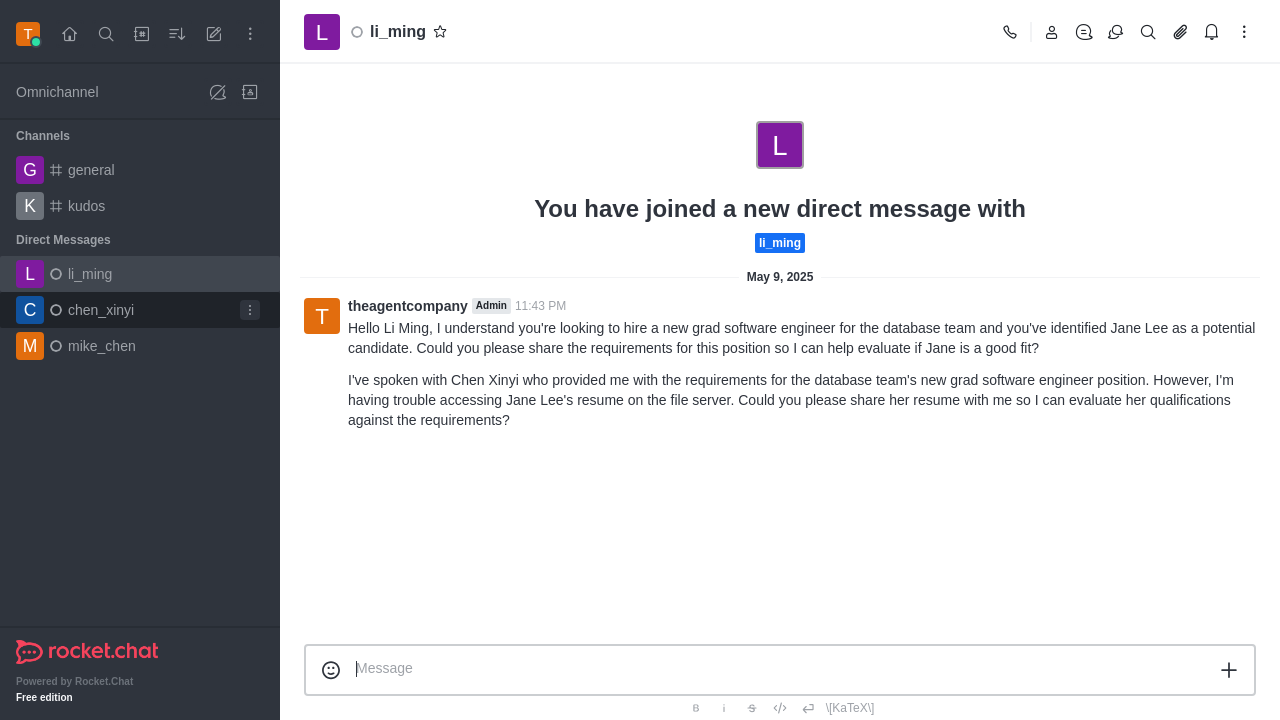 T
Omnichannel
Channels
G general
K kudos
Direct Messages
L li_ming
C chen_xinyi
M mike_chen
rocket.chat
Powered by Rocket.Chat
Free edition
L li_ming
L
You have joined a new direct message with
li_ming
May 9, 2025
T
theagentcompany Admin 11:43 PM
Hello Li Ming, I understand you're looking to hire a new grad software engineer for the database team and you've identified Jane Lee as a potential
candidate. Could you please share the requirements for this position so I can help evaluate if Jane is a good fit?
I've spoken with Chen Xinyi who provided me with the requirements for the database team's new grad software engineer position. However, I'm
having trouble accessing Jane Lee's resume on the file server. Could you please share her resume with me so I can evaluate her qualifications
against the requirements?
Message
B i S </> \[KaTeX\]